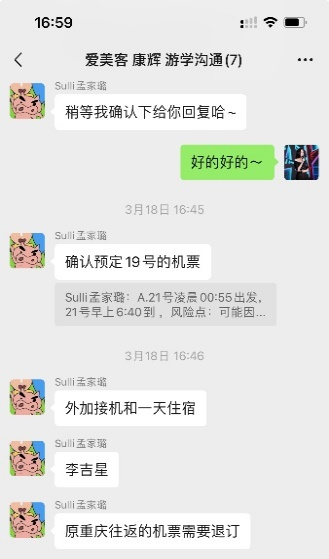 16:59
爱美客 康辉 游学沟通(7)
Sulli孟家璐
稍等我确认下给你回复哈~
好的好的～
3月18日 16:45
Sulli孟家璐
确认预定19号的机票
Sulli孟家璐：A.21号凌晨00:55出发，
21号早上6:40到 ，风险点：可能因...
3月18日 16:46
Sulli孟家璐
外加接机和一天住宿
Sulli孟家璐
李吉星
Sulli孟家璐
原重庆往返的机票需要退订